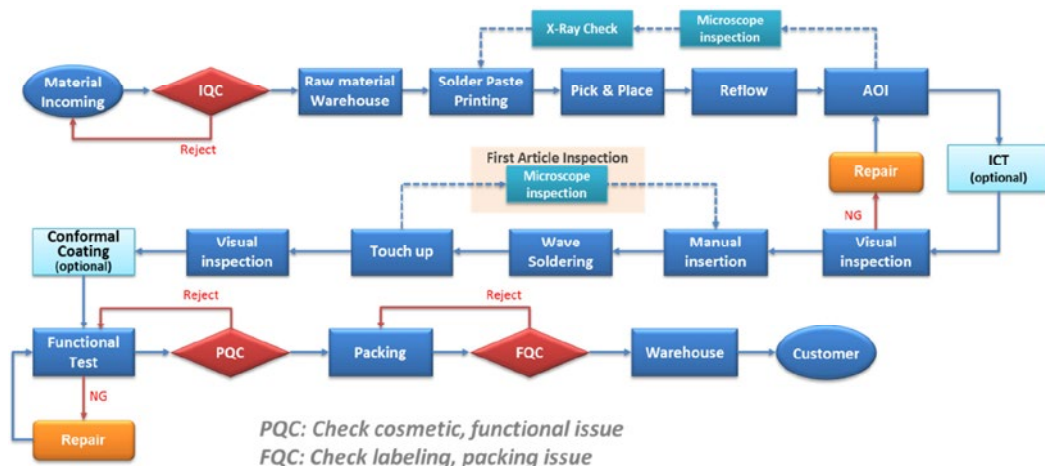 X-Ray Check
Microscope
inspection
Material
Incoming
IQC
Raw material
Warehouse
Solder Paste
Printing
Pick & Place
Reflow
AOI
Reject
First Article Inspection
Microscope
inspection
Repair
ICT
(optional)
NG
Conformal
Coating
(optional)
Visual
inspection
Touch up
Wave
Soldering
Manual
insertion
Visual
inspection
Reject
Reject
Functional
Test
PQC
Packing
FQC
Warehouse
Customer
NG
Repair
PQC: Check cosmetic, functional issue
FQC: Check labeling, packing issue